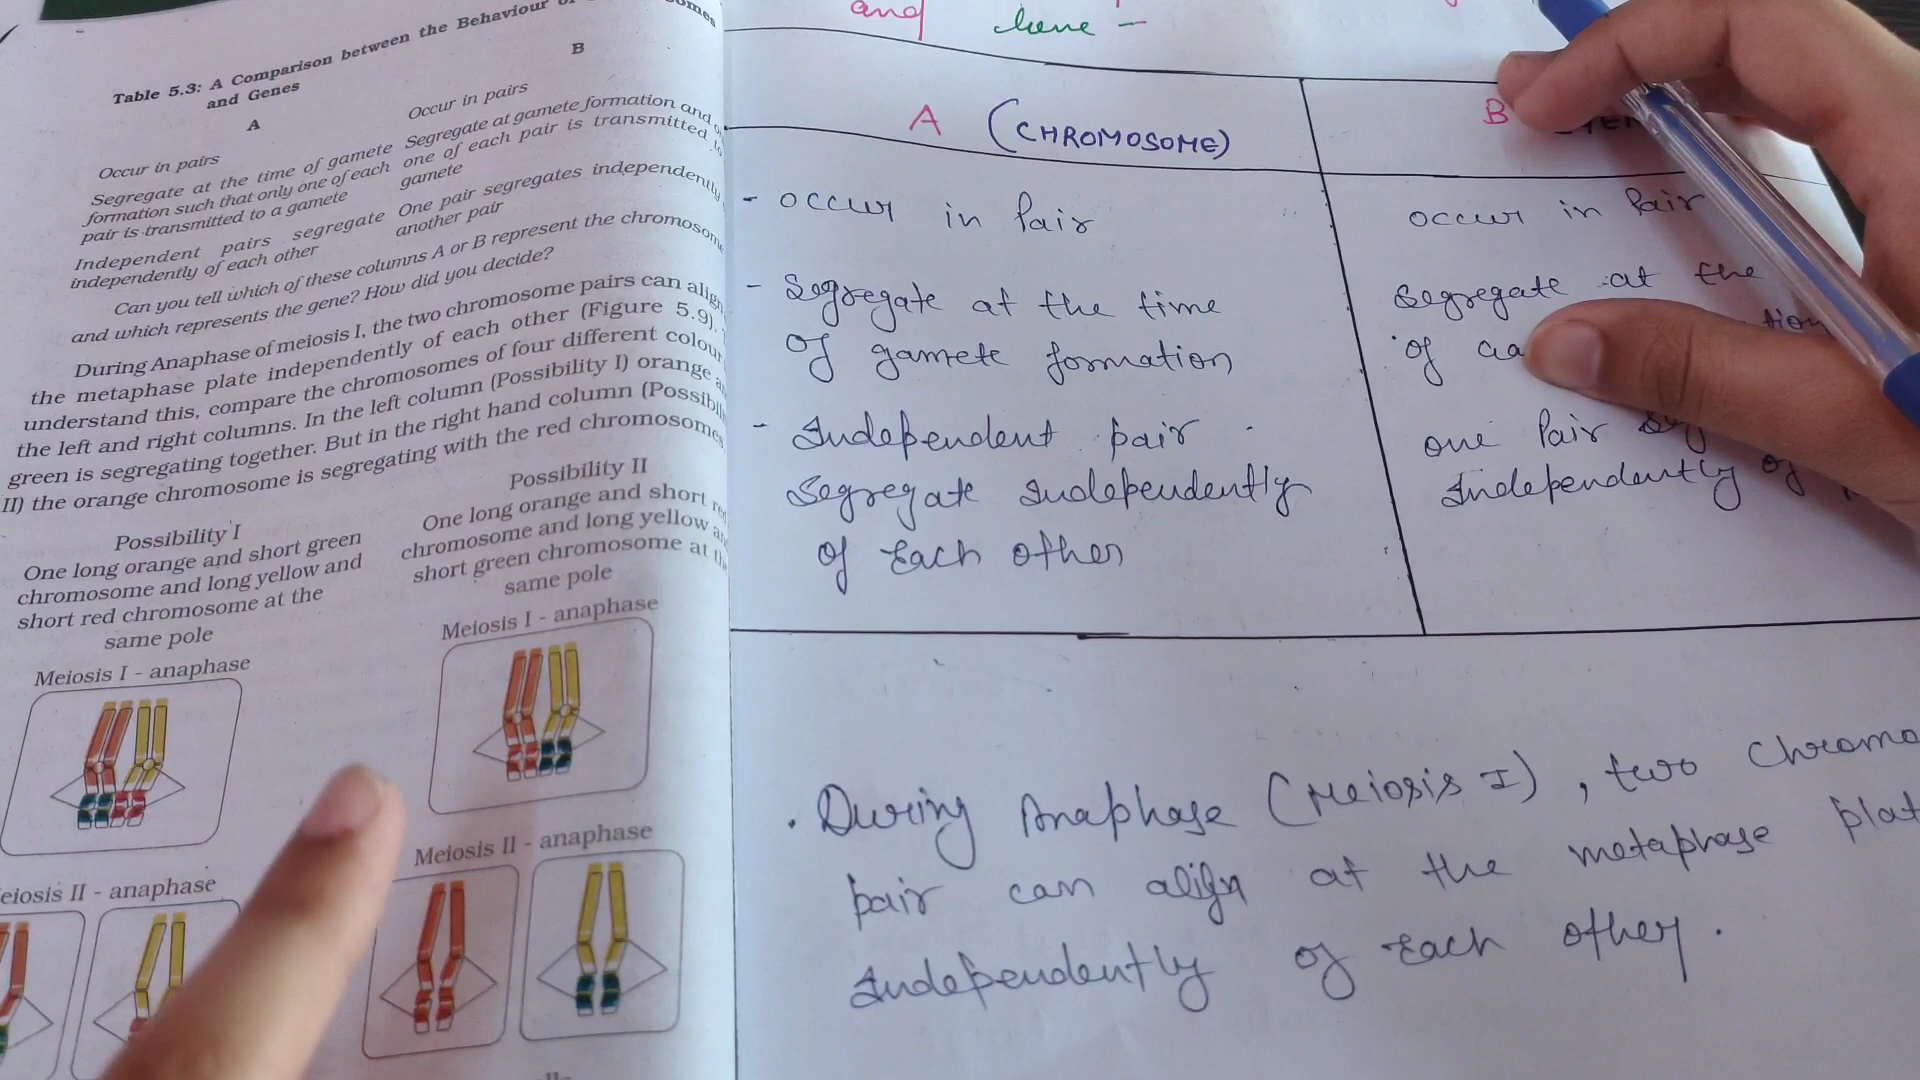 Table 5.3: A Comparison between the Behaviour
and Genes
A
B
Occur in pairs
Occur in pairs
Segregate at the time of gamete
formation such that only one of each
pair is transmitted to a gamete
Segregate at gamete formation and
one of each pair is transmitted
gamete
Independent pairs segregate
independently of each other
One pair segregates independently
another pair
Can you tell which of these columns A or B represent the chromosome
and which represents the gene? How did you decide?
During Anaphase of meiosis I, the two chromosome pairs can align
the metaphase plate independently of each other (Figure 5.9).
understand this, compare the chromosomes of four different colour
the left and right columns. In the left column (Possibility I) orange
green is segregating together. But in the right hand column (Possibi
II) the orange chromosome is segregating with the red chromosomes
Possibility I
One long orange and short green
chromosome and long yellow and
short red chromosome at the
same pole
Meiosis I - anaphase
eiosis II - anaphase
Possibility II
One long orange and short
chromosome and long yellow
short green chromosome at
same pole
Meiosis I - anaphase
Meiosis II - anaphase
and
A (CHROMOSOME)
- occur in pair
- Segregate at the time
of gamete formation
- Independent pair
segregate independently
of each other
B
occur in pair
Segregate at the
of
one pair
independently of
. During Anaphase (Meiosis I), two Chromo
pair can align at the metaphase plat
independently of each other.